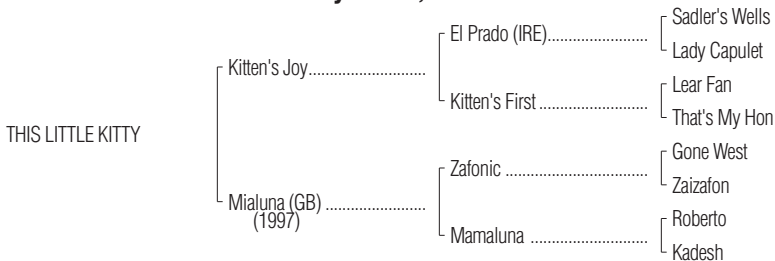 Sadler's Wells
El Prado (IRE)
Lady Capulet
Kitten's Joy
Lear Fan
Kitten's First
That's My Hon
THIS LITTLE KITTY
Gone West
Zafonic
Zaizafon
Mialuna (GB)
(1997)
Roberto
Mamaluna
Kadesh